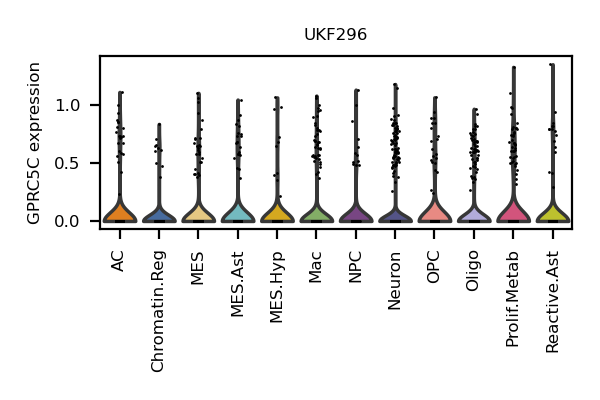 UKF296
GPRC5C expression
1.0
0.5
0.0
AC
Chromatin.Reg
MES
MES.Ast
MES.Hyp
Mac
NPC
Neuron
OPC
Oligo
Prolif.Metab
Reactive.Ast